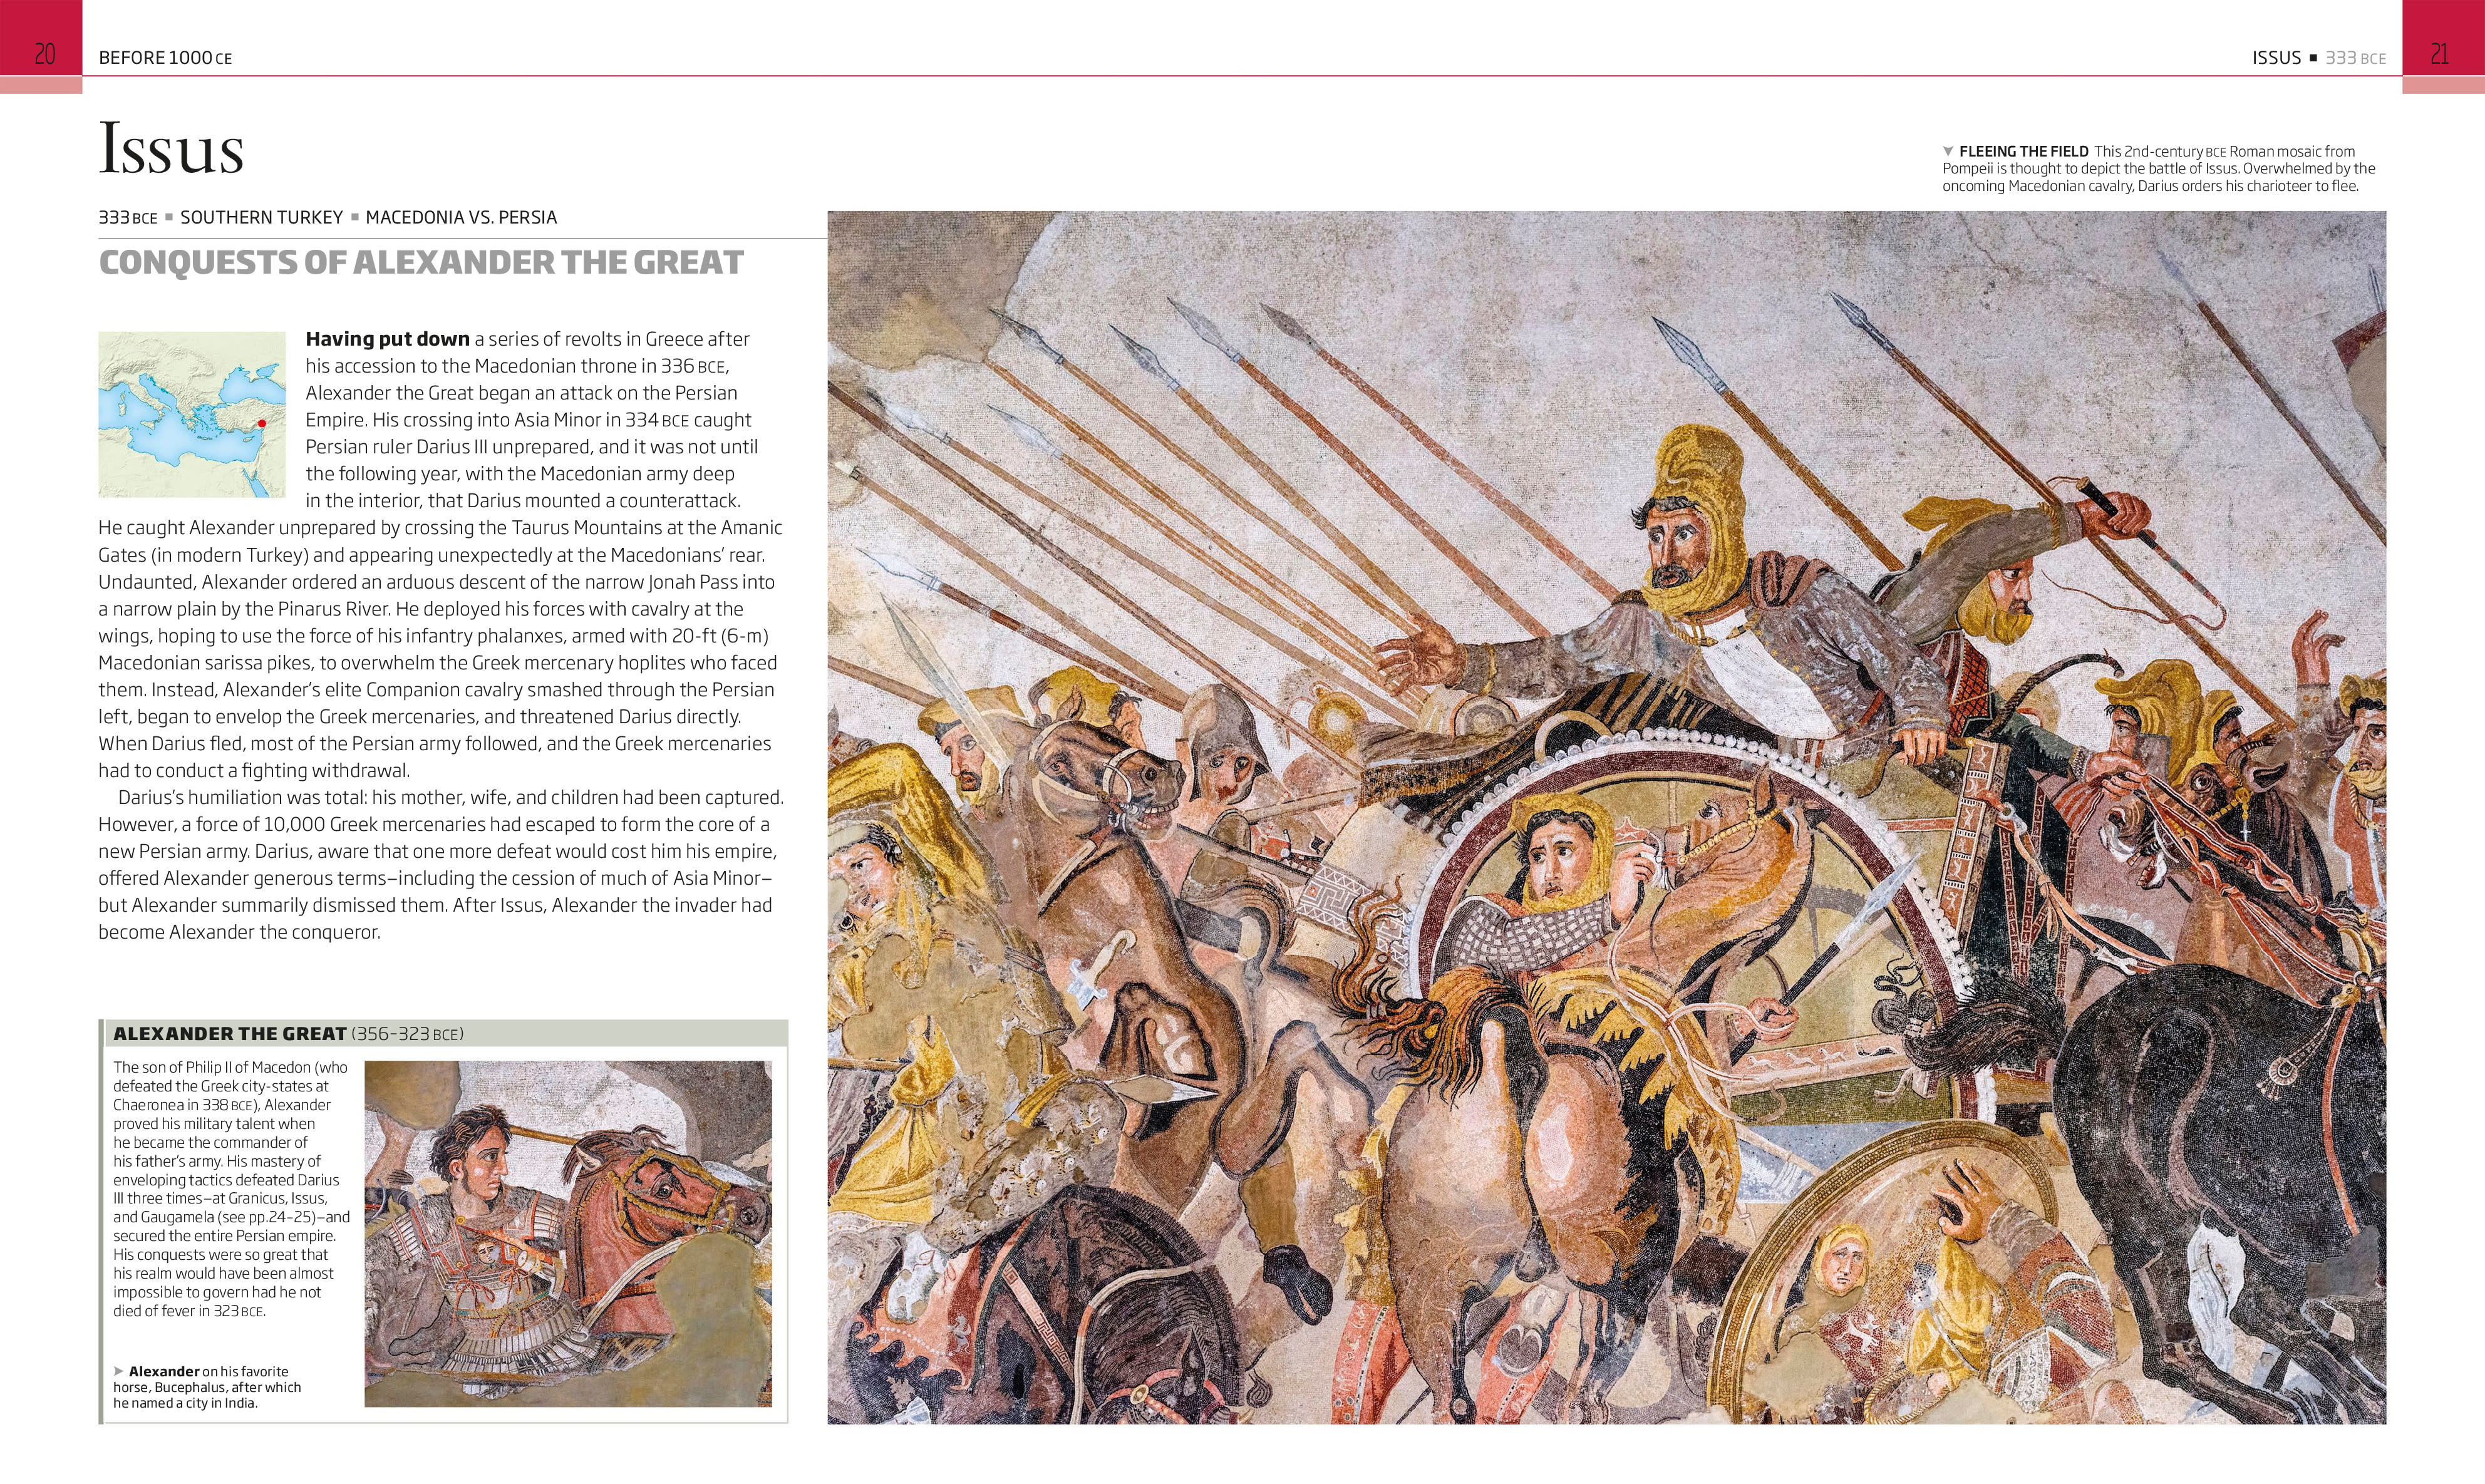 20
BEFORE 1000 CE
ISSUS ■ 333 BCE
21
Issus
333 BCE ■ SOUTHERN TURKEY ■ MACEDONIA VS. PERSIA
CONQUESTS OF ALEXANDER THE GREAT
▼ FLEEING THE FIELD This 2nd-century BCE Roman mosaic from
Pompeii is thought to depict the battle of Issus. Overwhelmed by the
oncoming Macedonian cavalry, Darius orders his charioteer to flee.
Having put down a series of revolts in Greece after
his accession to the Macedonian throne in 336 BCE,
Alexander the Great began an attack on the Persian
Empire. His crossing into Asia Minor in 334 BCE caught
Persian ruler Darius III unprepared, and it was not until
the following year, with the Macedonian army deep
in the interior, that Darius mounted a counterattack.
He caught Alexander unprepared by crossing the Taurus Mountains at the Amanic
Gates (in modern Turkey) and appearing unexpectedly at the Macedonians’ rear.
Undaunted, Alexander ordered an arduous descent of the narrow Jonah Pass into
a narrow plain by the Pinarus River. He deployed his forces with cavalry at the
wings, hoping to use the force of his infantry phalanxes, armed with 20-ft (6-m)
Macedonian sarissa pikes, to overwhelm the Greek mercenary hoplites who faced
them. Instead, Alexander’s elite Companion cavalry smashed through the Persian
left, began to envelop the Greek mercenaries, and threatened Darius directly.
When Darius fled, most of the Persian army followed, and the Greek mercenaries
had to conduct a fighting withdrawal.
Darius’s humiliation was total: his mother, wife, and children had been captured.
However, a force of 10,000 Greek mercenaries had escaped to form the core of a
new Persian army. Darius, aware that one more defeat would cost him his empire,
offered Alexander generous terms—including the cession of much of Asia Minor—
but Alexander summarily dismissed them. After Issus, Alexander the invader had
become Alexander the conqueror.
ALEXANDER THE GREAT (356–323 BCE)
The son of Philip II of Macedon (who
defeated the Greek city-states at
Chaeronea in 338 BCE), Alexander
proved his military talent when
he became the commander of
his father’s army. His mastery of
enveloping tactics defeated Darius
III three times—at Granicus, Issus,
and Gaugamela (see pp.24–25)—and
secured the entire Persian empire.
His conquests were so great that
his realm would have been almost
impossible to govern had he not
died of fever in 323 BCE.
➤ Alexander on his favorite
horse, Bucephalus, after which
he named a city in India.